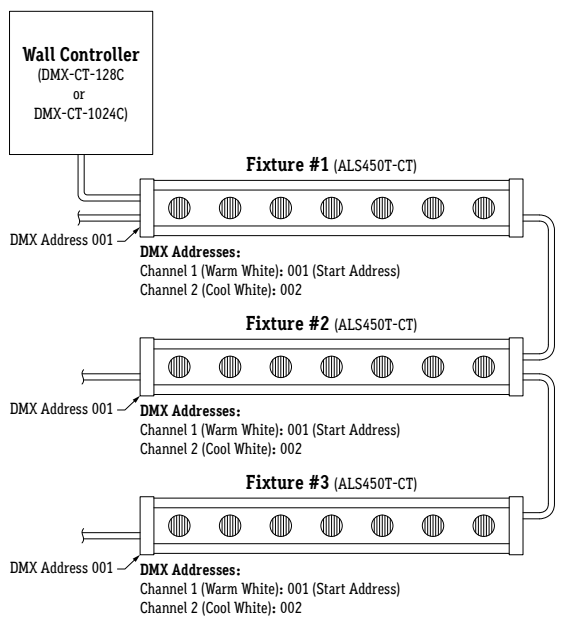 Wall Controller
(DMX-CT-128C
or
DMX-CT-1024C)
Fixture #1 (ALS450T-CT)
DMX Address 001
DMX Addresses:
Channel 1 (Warm White): 001 (Start Address)
Channel 2 (Cool White): 002
Fixture #2 (ALS450T-CT)
DMX Address 001
DMX Addresses:
Channel 1 (Warm White): 001 (Start Address)
Channel 2 (Cool White): 002
Fixture #3 (ALS450T-CT)
DMX Address 001
DMX Addresses:
Channel 1 (Warm White): 001 (Start Address)
Channel 2 (Cool White): 002